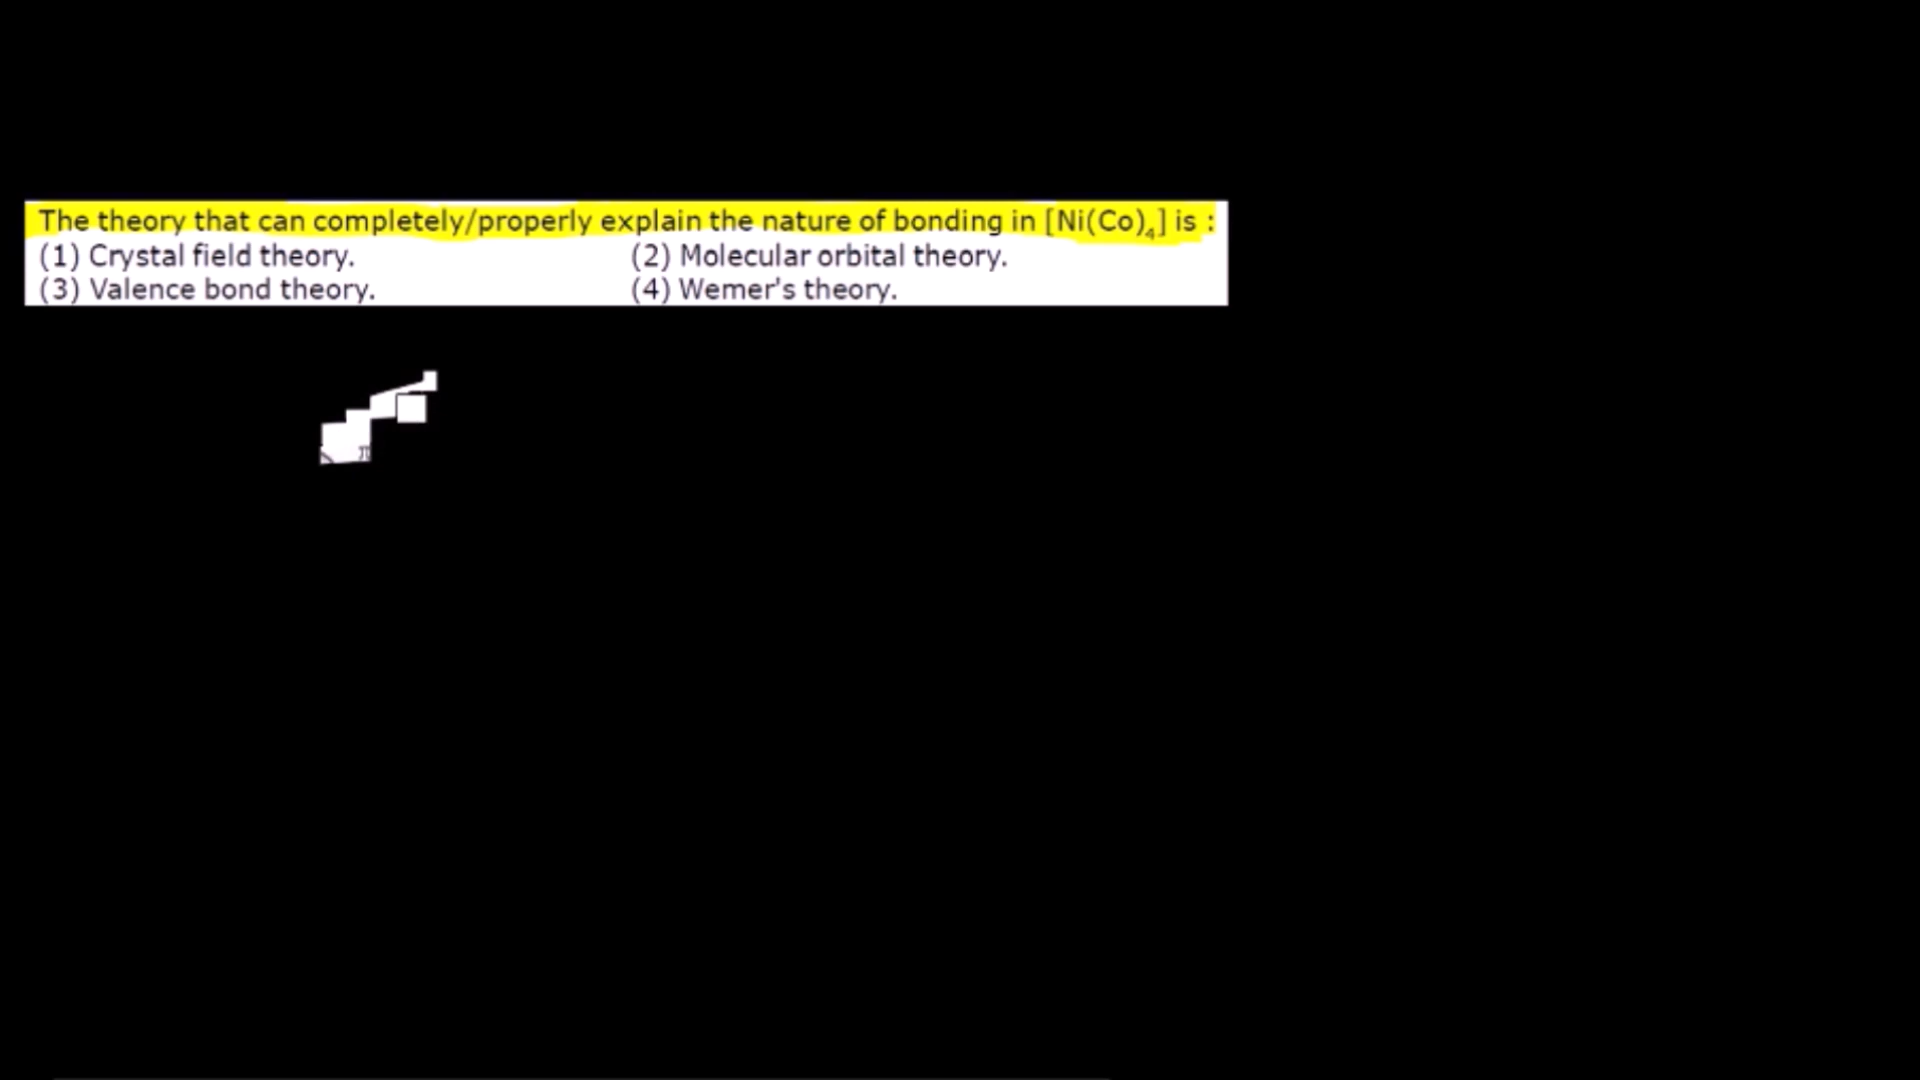 The theory that can completely/properly explain the nature of bonding in [Ni(Co)₄] is :
(1) Crystal field theory. (2) Molecular orbital theory.
(3) Valence bond theory. (4) Wemer's theory.
π